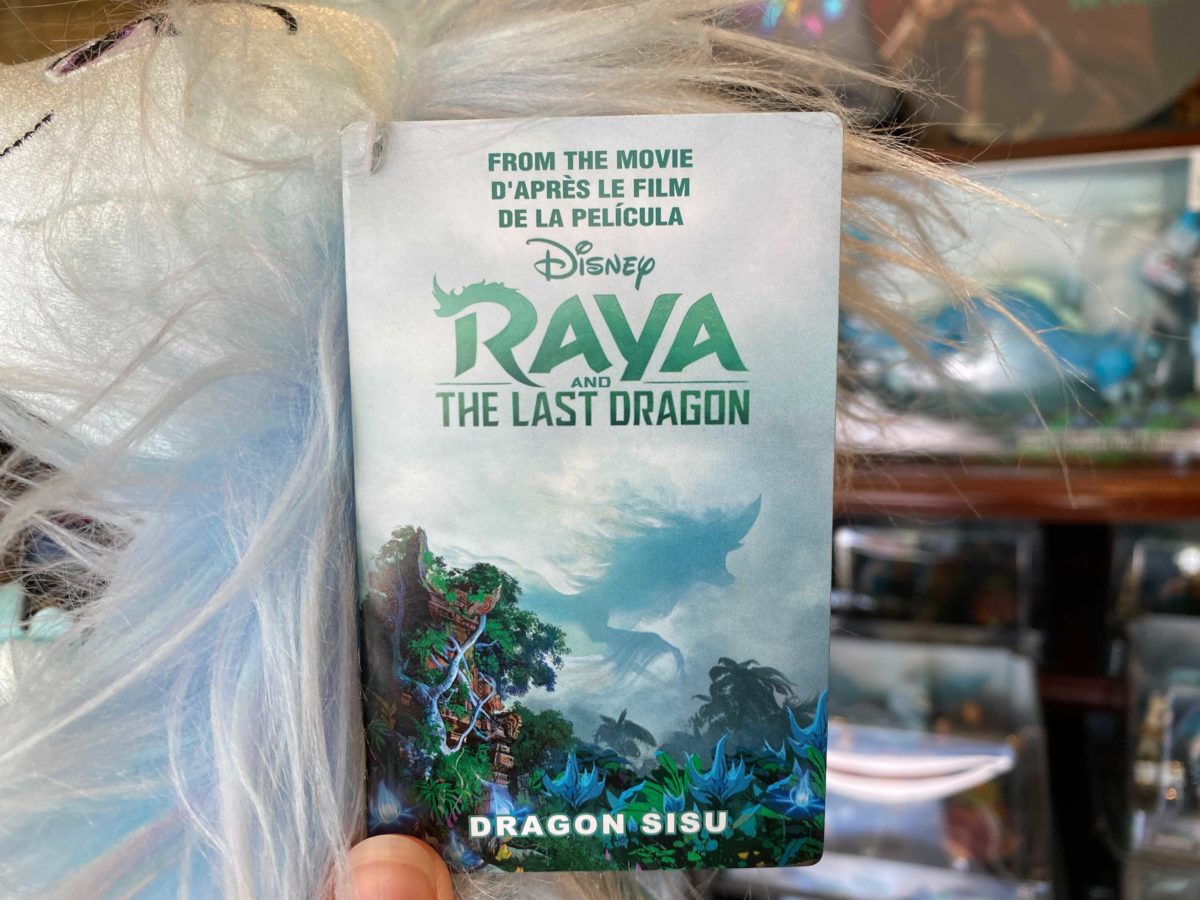 FROM THE MOVIE
D'APRÈS LE FILM
DE LA PELÍCULA
Disney
RAYA
AND
THE LAST DRAGON
DRAGON SISU